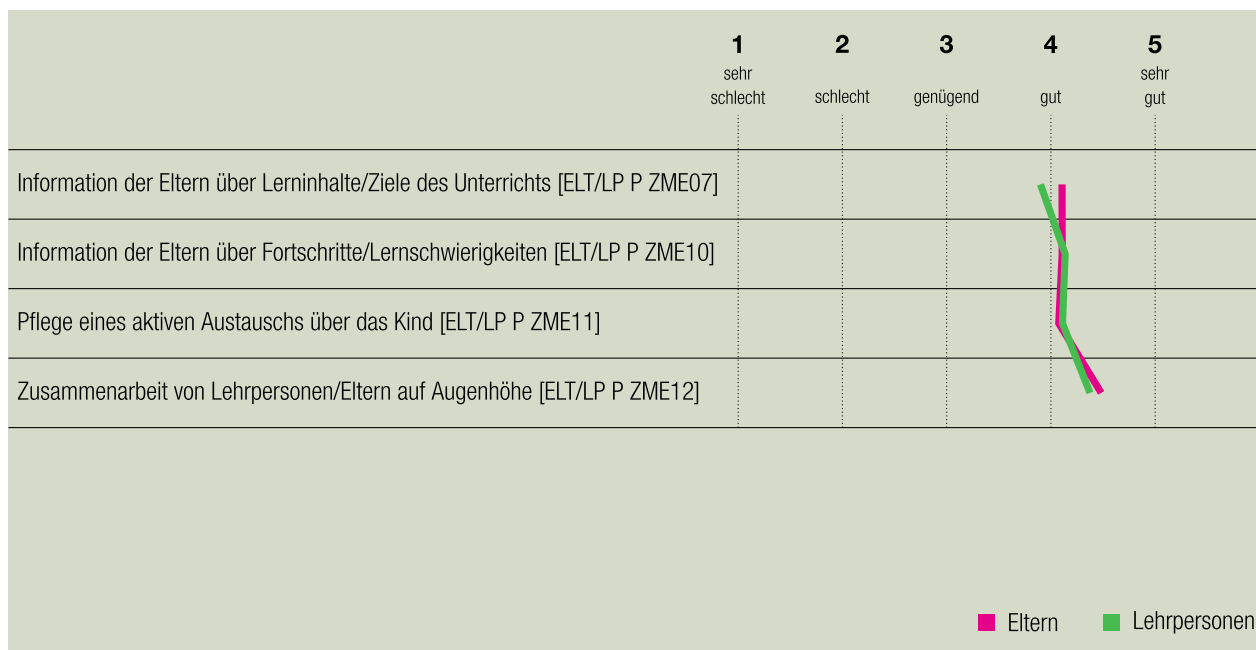 1 2 3 4 5
sehr sehr
schlecht schlecht genügend gut gut
Information der Eltern über Lerninhalte/Ziele des Unterrichts [ELT/LP P ZME07]
Information der Eltern über Fortschritte/Lernschwierigkeiten [ELT/LP P ZME10]
Pflege eines aktiven Austauschs über das Kind [ELT/LP P ZME11]
Zusammenarbeit von Lehrpersonen/Eltern auf Augenhöhe [ELT/LP P ZME12]
Eltern Lehrpersonen